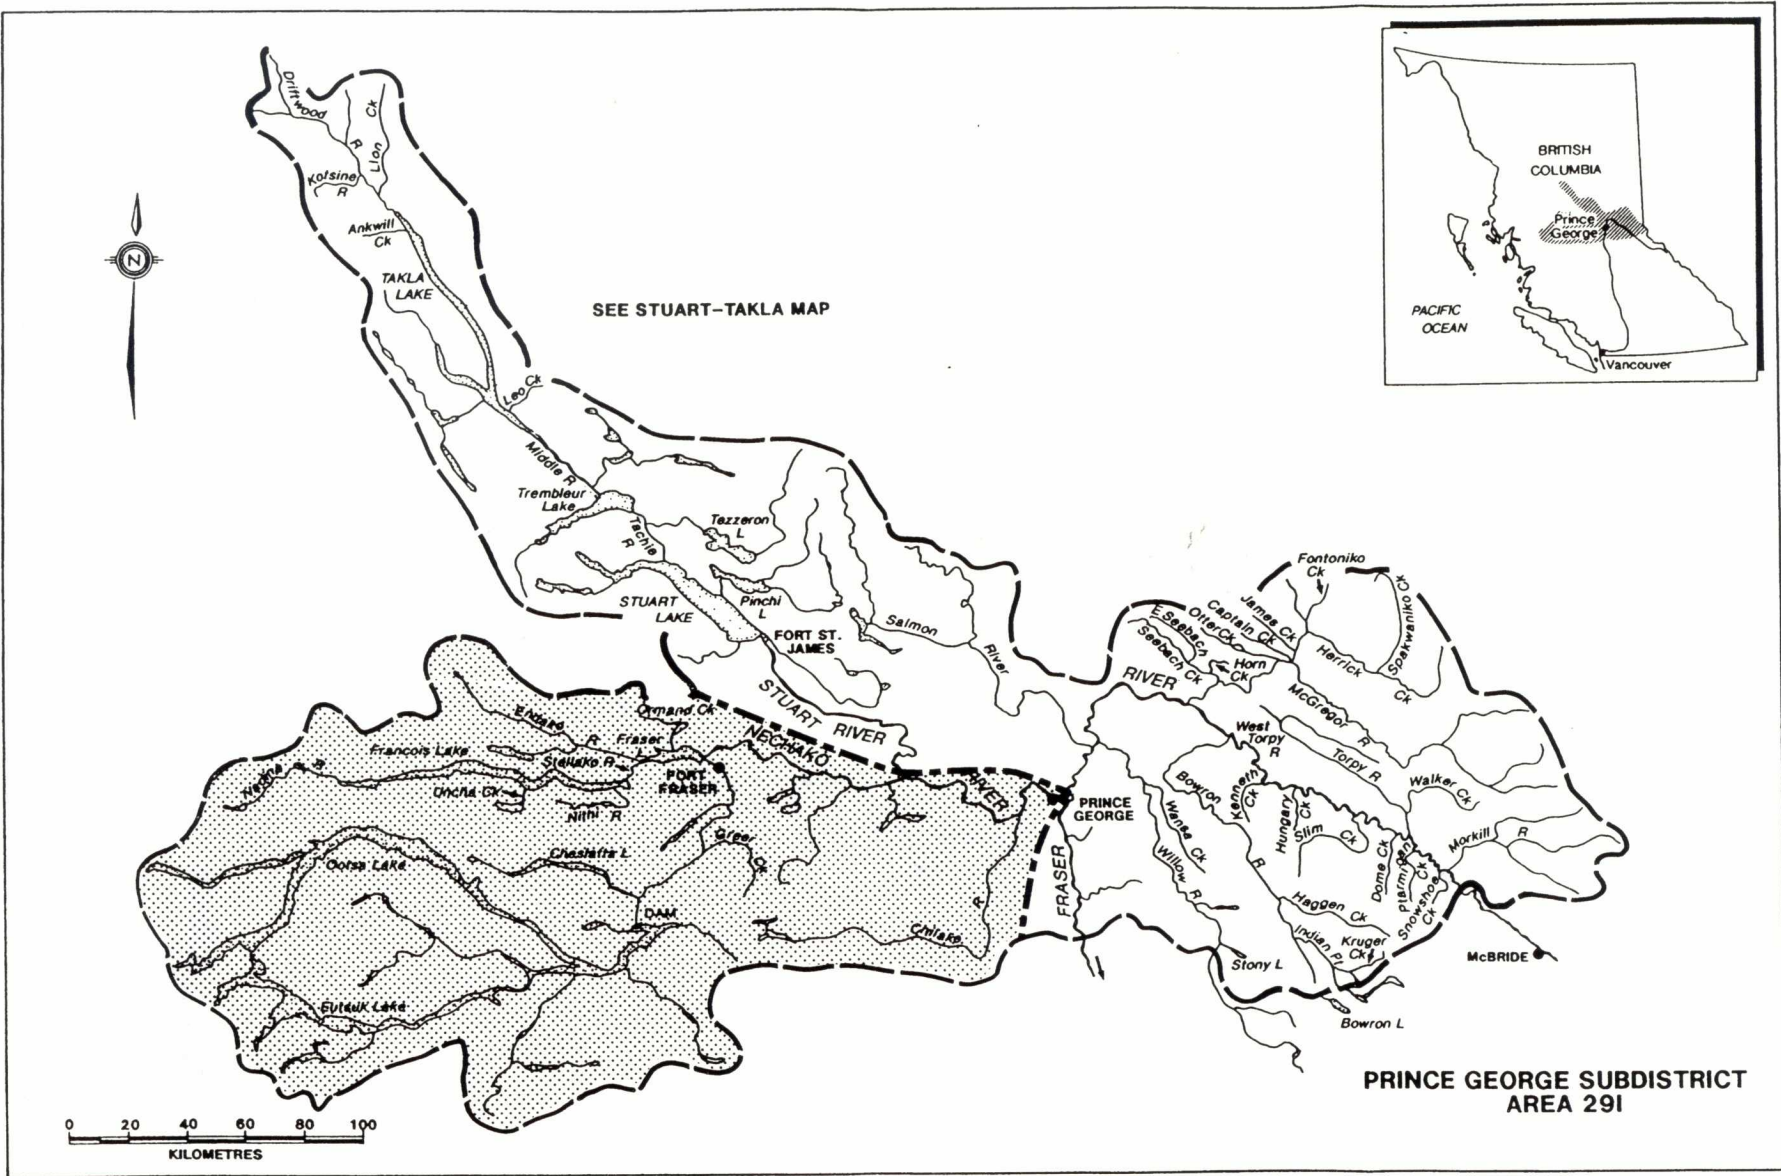 Driftwood
R
Lion Ck
Kotsine
R
Ankwill
Ck
TAKLA
LAKE
SEE STUART–TAKLA MAP
N
BRITISH
COLUMBIA
Prince
George
PACIFIC
OCEAN
Vancouver
Leo Ck
Middle R
Trembleur
Lake
Tachie
R
Tezzeron
L
Pinchi
L
STUART
LAKE
FORT ST.
JAMES
Salmon
River
STUART RIVER
Fontoniko
Ck
James Ck
Captain Ck
Otter Ck
E Seebach
Seebach Ck
Horn
Ck
Herrick
Ck
Spakwaniko Ck
RIVER
McGregor R
West
Torpy
R
Torpy R
Walker Ck
Morkill R
Ormand Ck
Endako
R
Fraser
NECHAKO
RIVER
Francois Lake
Stellako R
FORT
FRASER
Nadina R
Uncha Ck
Nithi R
Greer
Ck
Cheslatta L
Ootsa Lake
DAM
Chilako
R
Eutsuk Lake
PRINCE
GEORGE
FRASER
Bowron
R
Kenneth
Ck
Wansa
Ck
Willow R
Hungary
Ck
Slim Ck
Dome Ck
Ptarmigan
Ck
Snowshoe
Ck
Haggen
Ck
Indian Pt
Kruger
Ck
Stony L
McBRIDE
Bowron L
PRINCE GEORGE SUBDISTRICT
AREA 29I
0 20 40 60 80 100
KILOMETRES